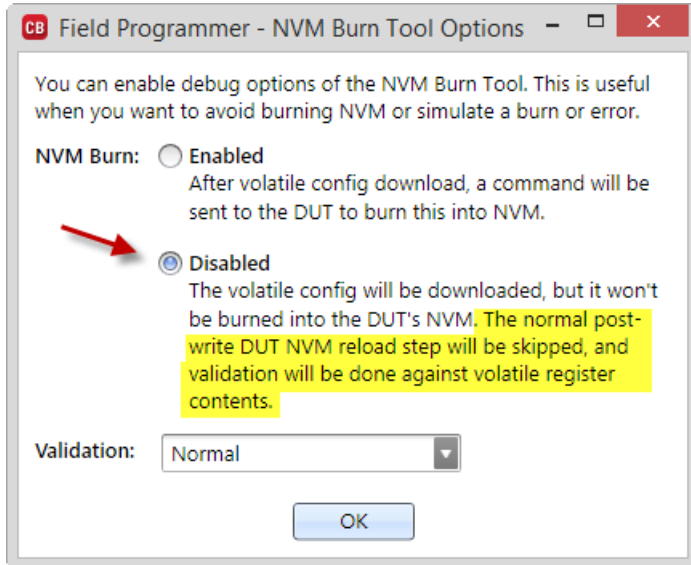 CB Field Programmer - NVM Burn Tool Options
You can enable debug options of the NVM Burn Tool. This is useful
when you want to avoid burning NVM or simulate a burn or error.
NVM Burn: Enabled
After volatile config download, a command will be
sent to the DUT to burn this into NVM.
Disabled
The volatile config will be downloaded, but it won't
be burned into the DUT's NVM. The normal post-
write DUT NVM reload step will be skipped, and
validation will be done against volatile register
contents.
Validation: Normal
OK